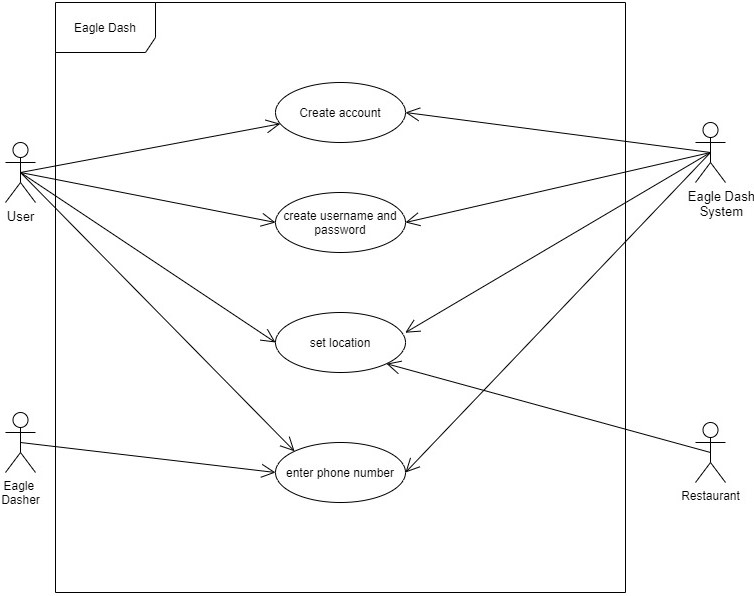 Eagle Dash
Create account
User
create username and
password
Eagle Dash
System
set location
Eagle
Dasher
enter phone number
Restaurant